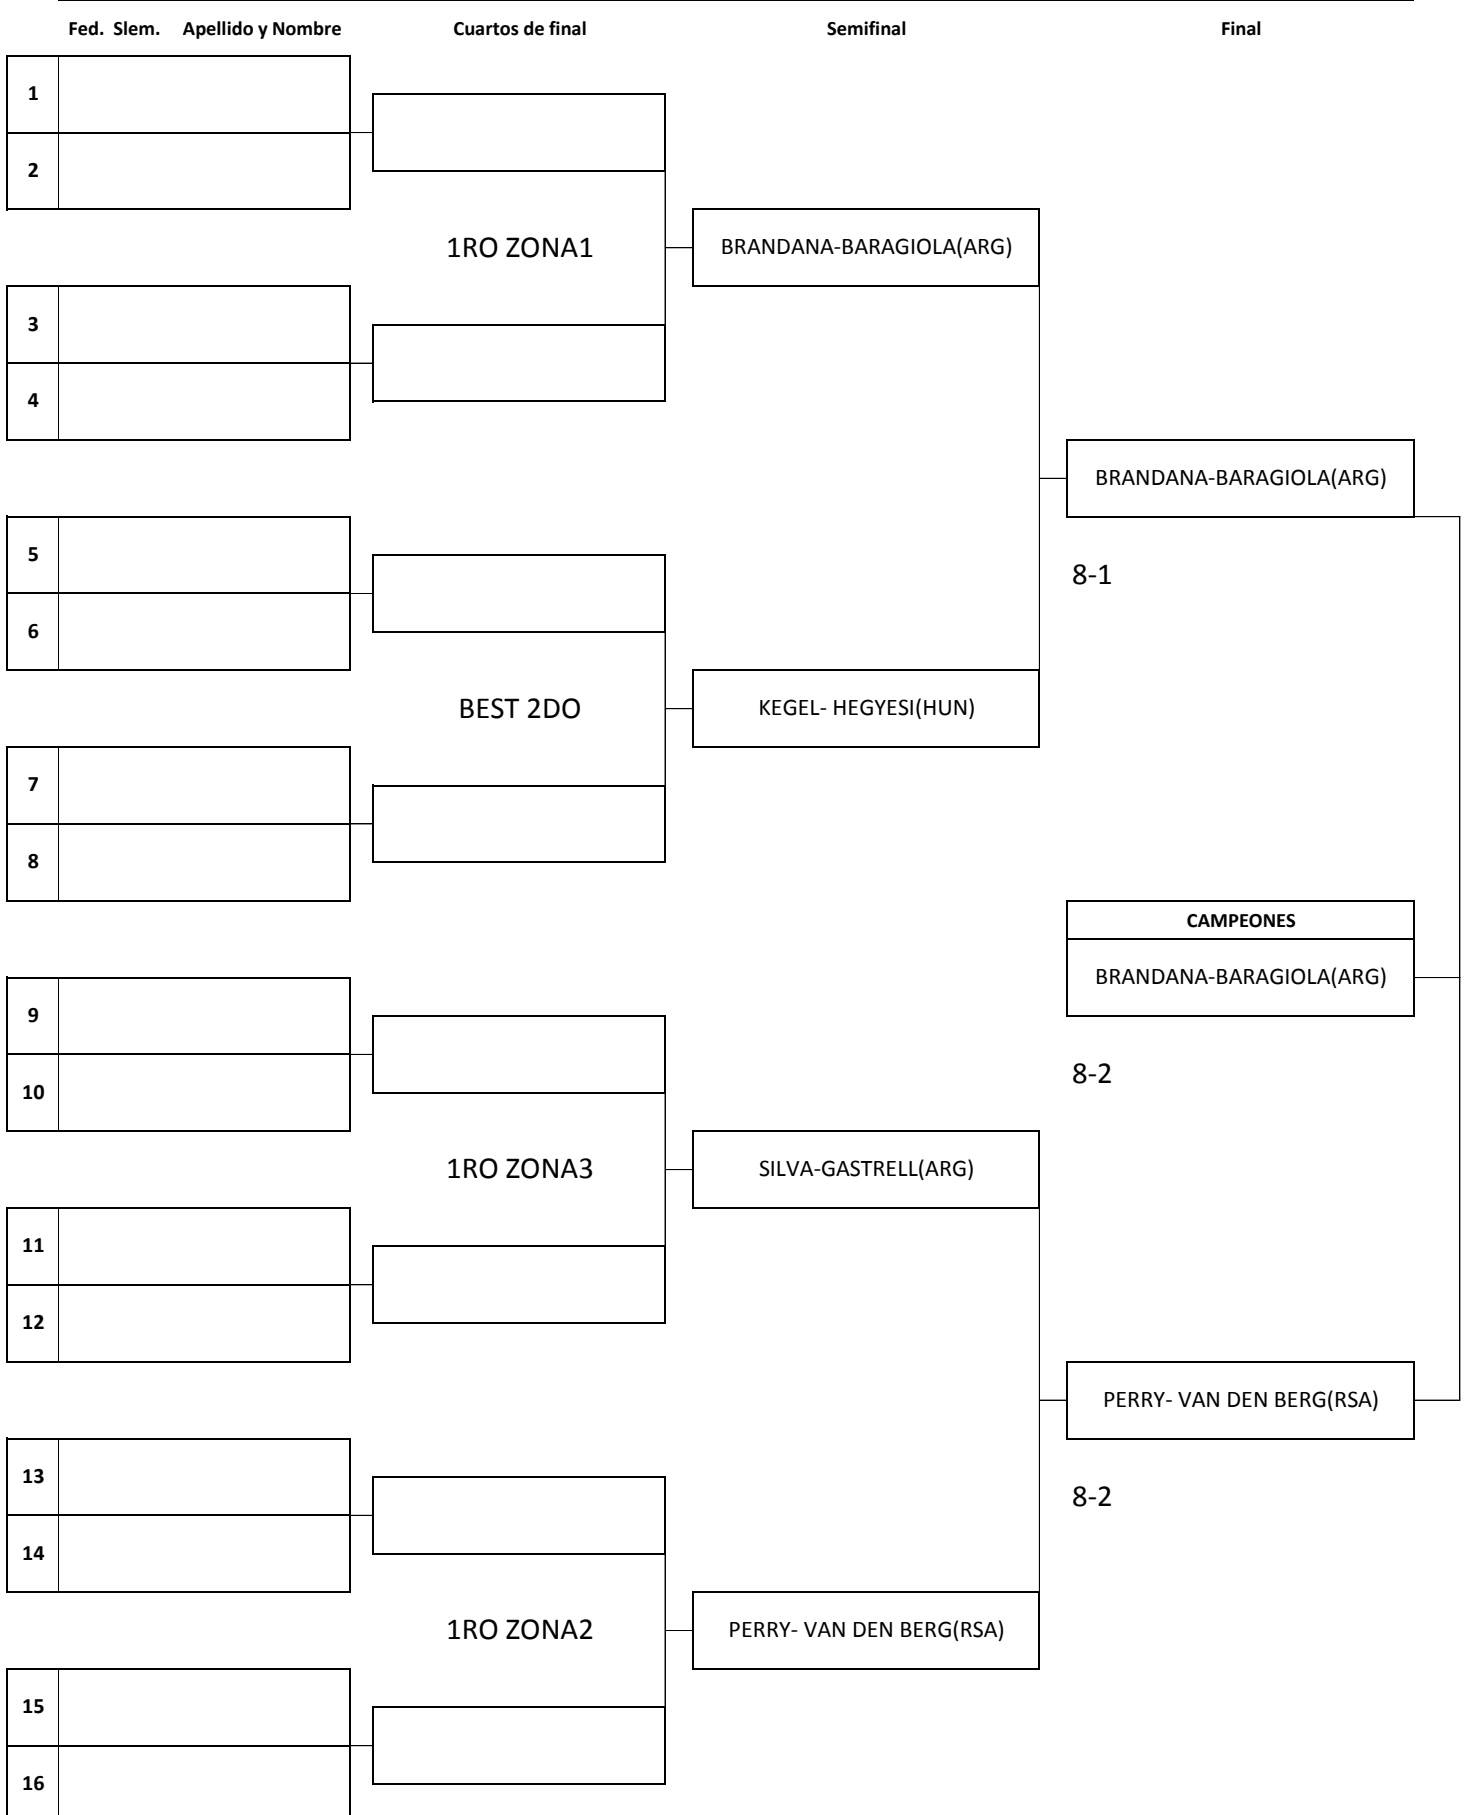 Fed. Slem. Apellido y Nombre Cuartos de final Semifinal Final
1
2
1RO ZONA1 BRANDANA-BARAGIOLA(ARG)
3
4
BRANDANA-BARAGIOLA(ARG)
5
8-1
6
BEST 2DO KEGEL- HEGYESI(HUN)
7
8
CAMPEONES
BRANDANA-BARAGIOLA(ARG)
9
8-2
10
1RO ZONA3 SILVA-GASTRELL(ARG)
11
12
PERRY- VAN DEN BERG(RSA)
13
8-2
14
1RO ZONA2 PERRY- VAN DEN BERG(RSA)
15
16